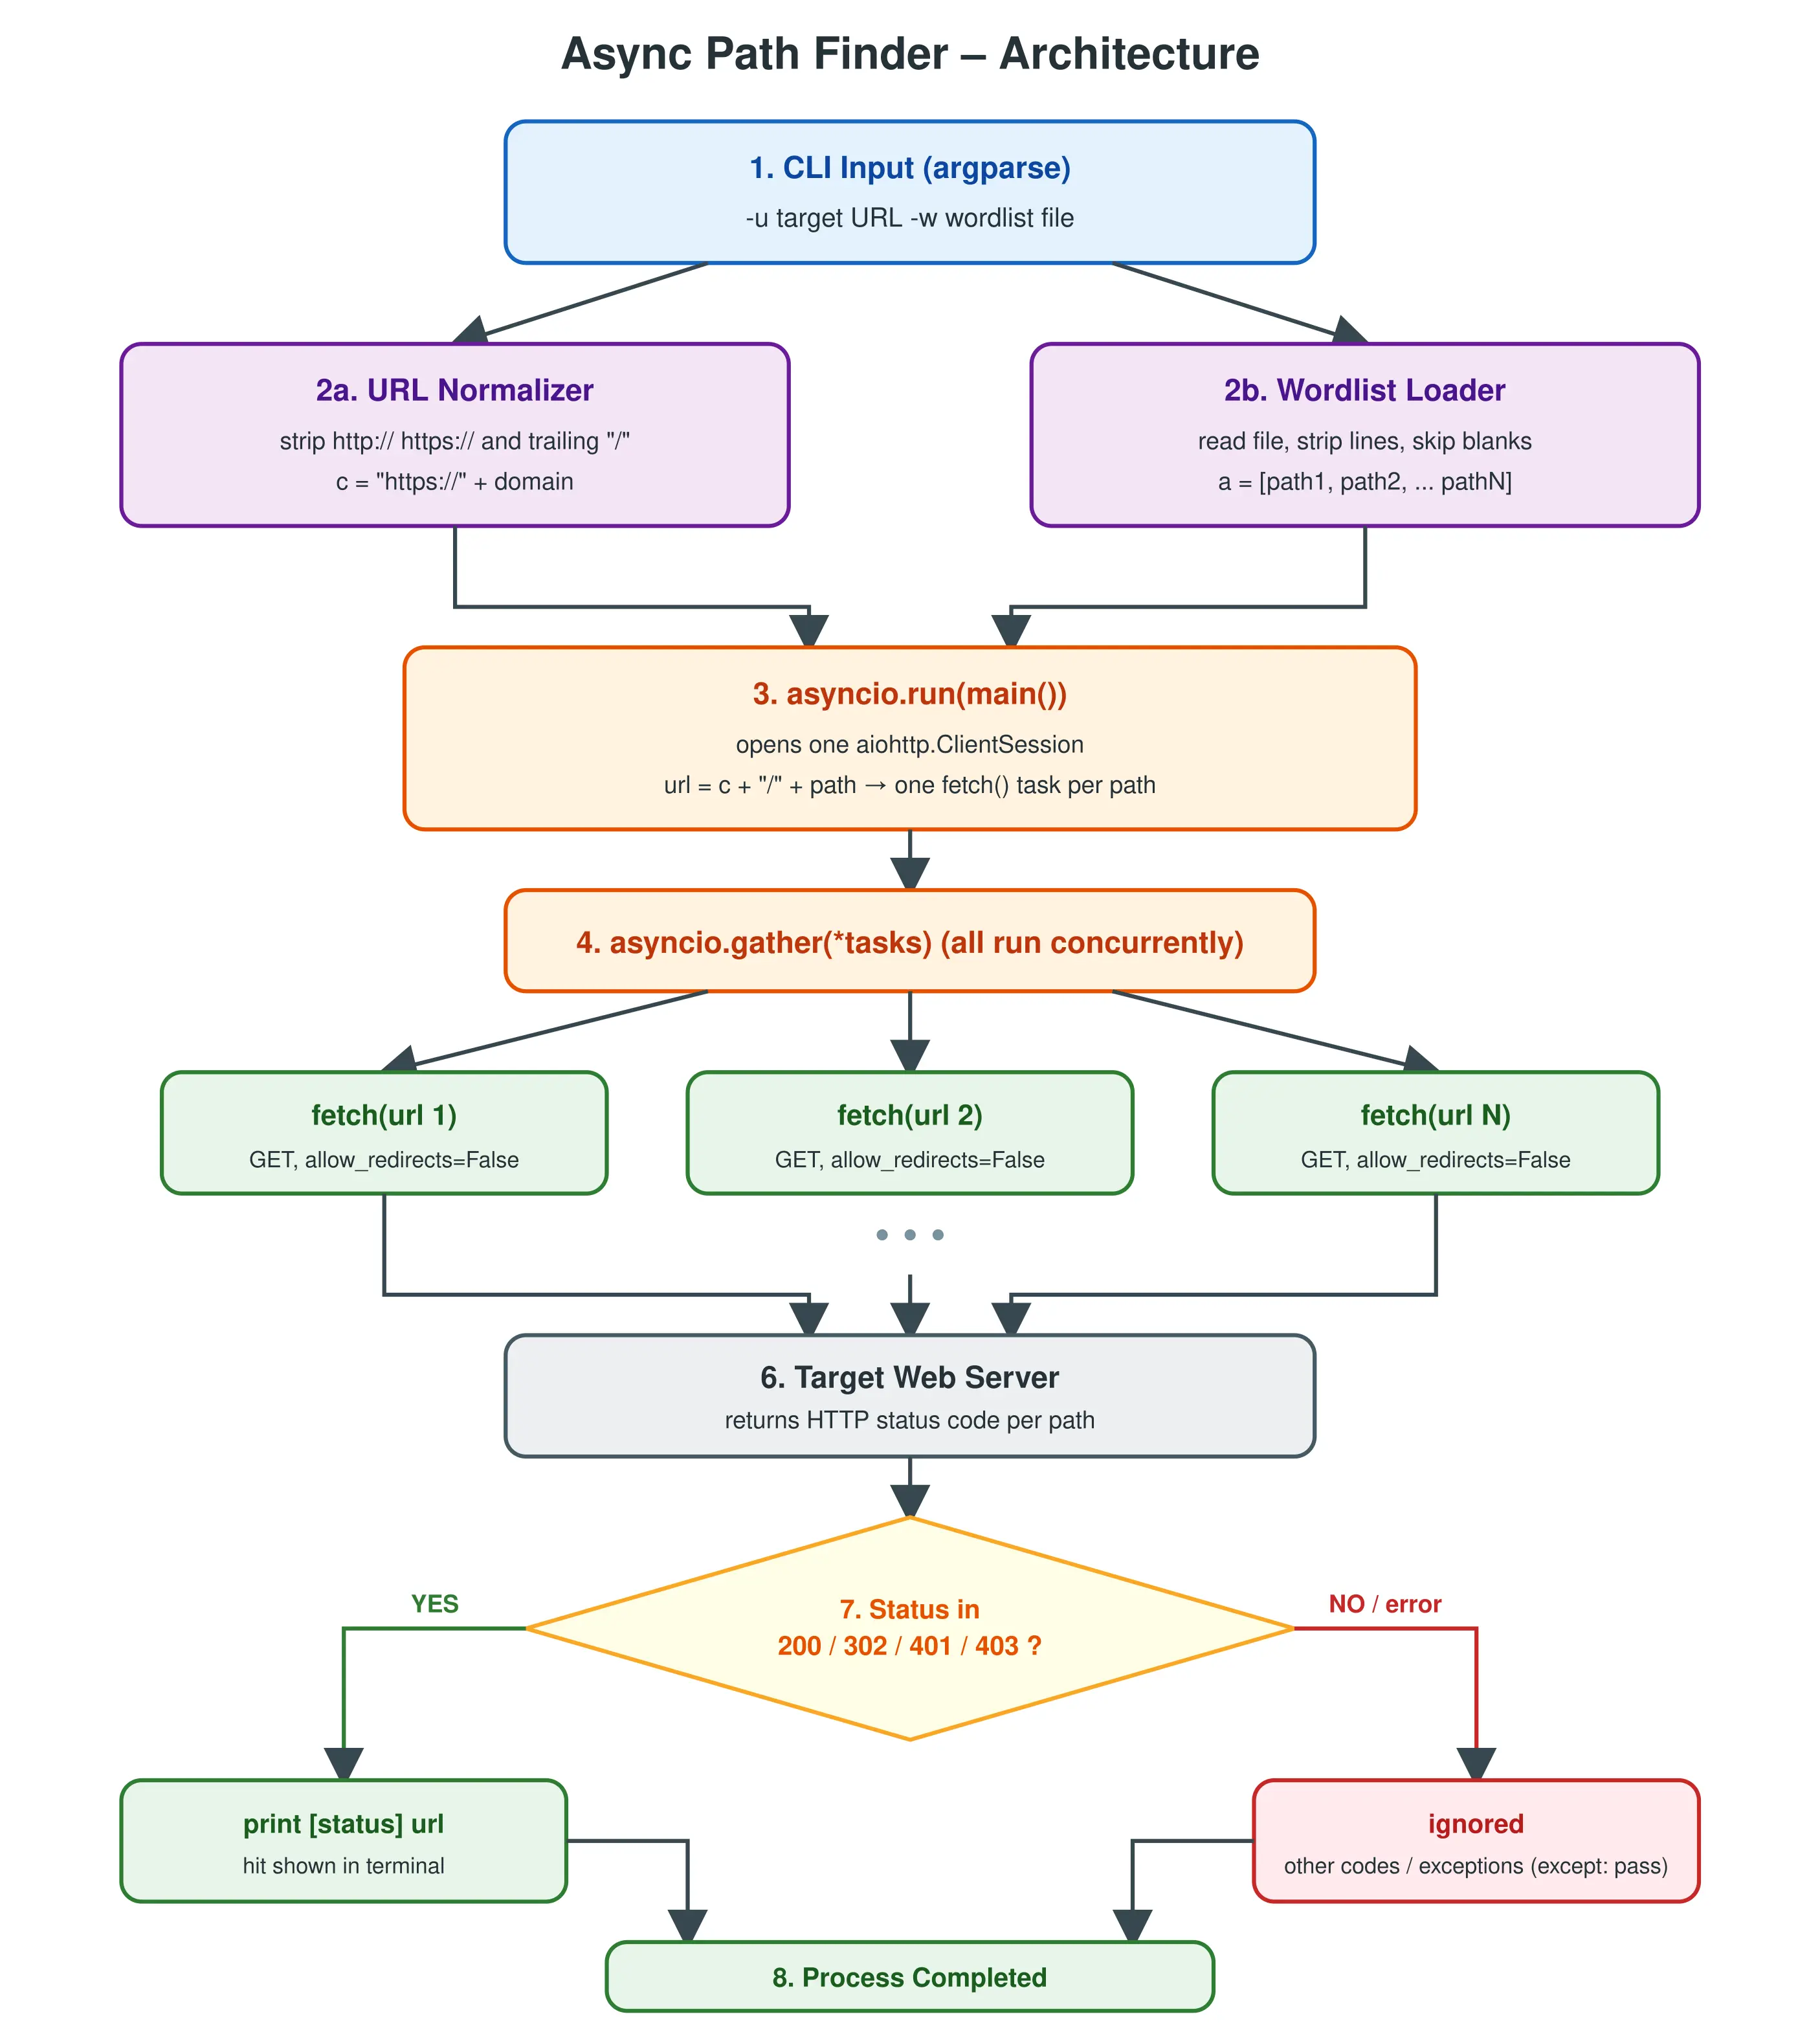 Async Path Finder – Architecture
1. CLI Input (argparse)
-u target URL -w wordlist file
2a. URL Normalizer
strip http:// https:// and trailing "/"
c = "https://" + domain
2b. Wordlist Loader
read file, strip lines, skip blanks
a = [path1, path2, ... pathN]
3. asyncio.run(main())
opens one aiohttp.ClientSession
url = c + "/" + path → one fetch() task per path
4. asyncio.gather(*tasks) (all run concurrently)
fetch(url 1)
GET, allow_redirects=False
fetch(url 2)
GET, allow_redirects=False
fetch(url N)
GET, allow_redirects=False
6. Target Web Server
returns HTTP status code per path
7. Status in
200 / 302 / 401 / 403 ?
YES
NO / error
print [status] url
hit shown in terminal
ignored
other codes / exceptions (except: pass)
8. Process Completed